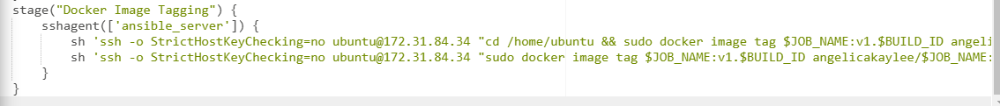 stage("Docker Image Tagging") {
sshagent(['ansible_server']) {
sh 'ssh -o StrictHostKeyChecking=no ubuntu@172.31.84.34 "cd /home/ubuntu && sudo docker image tag $JOB_NAME:v1.$BUILD_ID angeli
sh 'ssh -o StrictHostKeyChecking=no ubuntu@172.31.84.34 "sudo docker image tag $JOB_NAME:v1.$BUILD_ID angelicakaylee/$JOB_NAME:
}
}